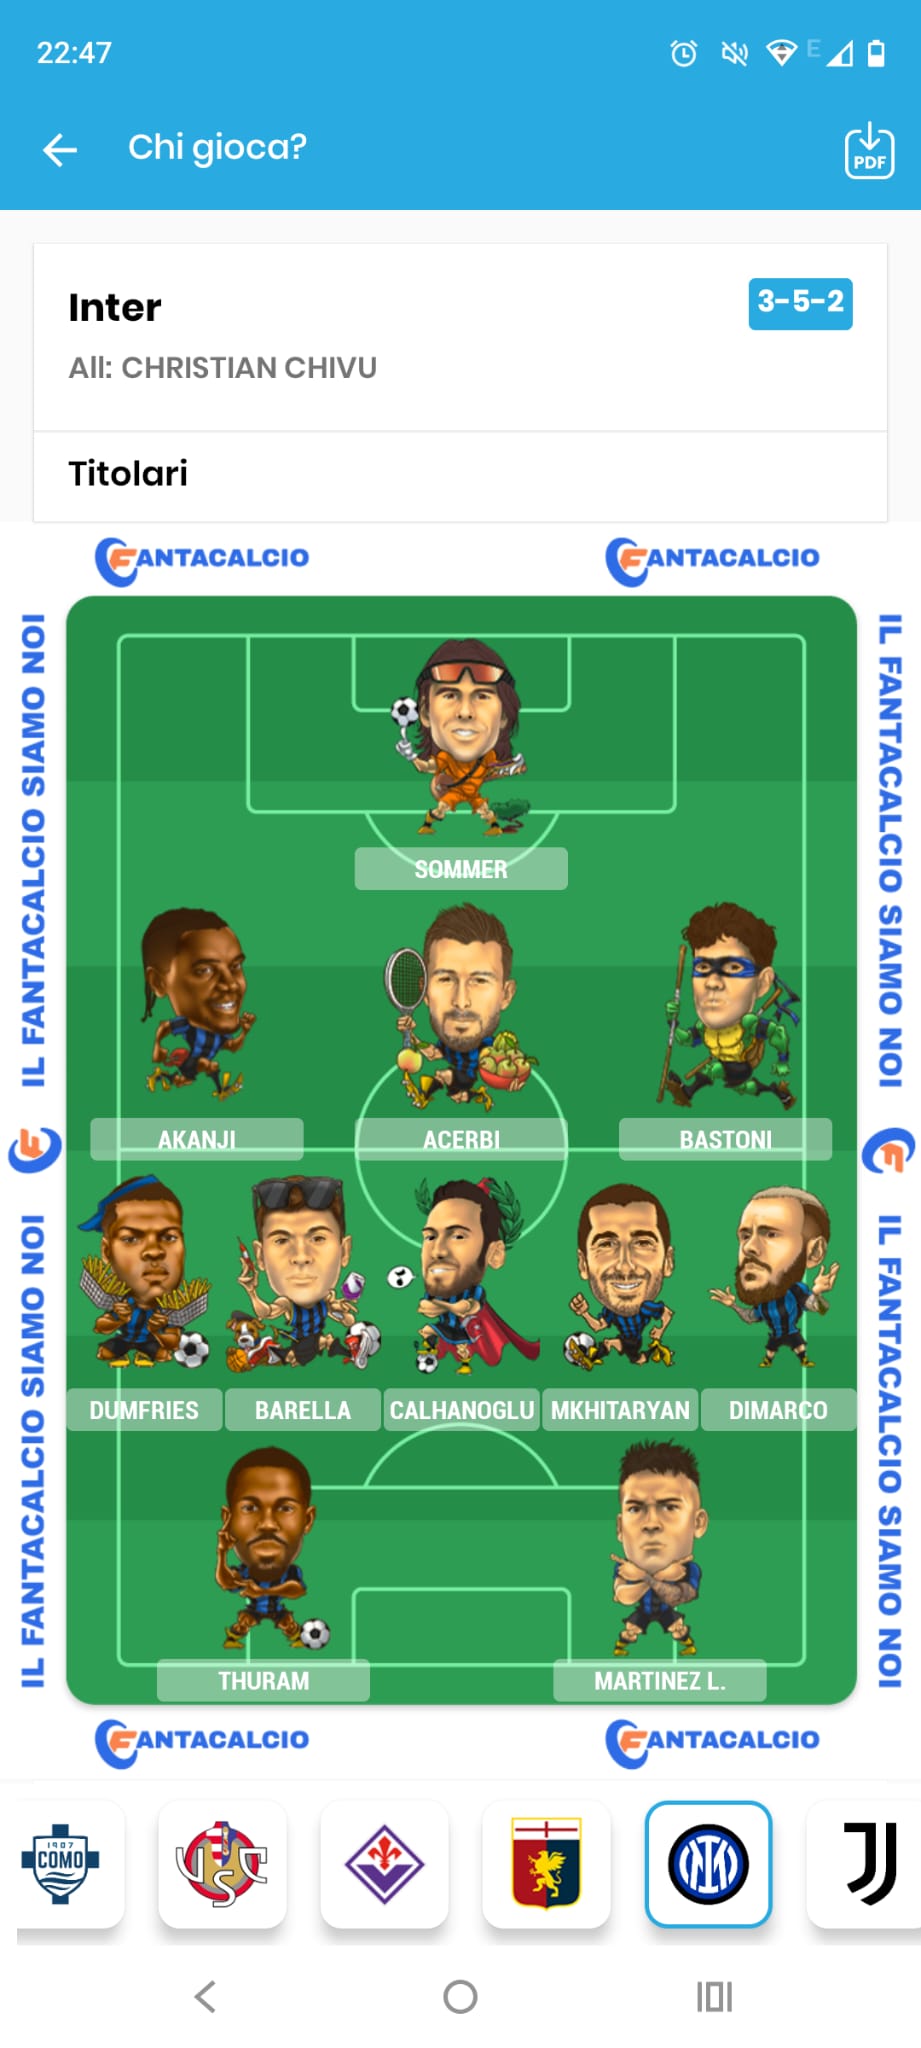 22:47
E
Chi gioca?
PDF
Inter
3-5-2
All: CHRISTIAN CHIVU
Titolari
FANTACALCIO
FANTACALCIO
IL FANTACALCIO SIAMO NOI
IL FANTACALCIO SIAMO NOI
SOMMER
AKANJI
ACERBI
BASTONI
IL FANTACALCIO SIAMO NOI
IL FANTACALCIO SIAMO NOI
DUMFRIES
BARELLA
CALHANOGLU
MKHITARYAN
DIMARCO
THURAM
MARTINEZ L.
FANTACALCIO
FANTACALCIO
1907
COMO
USC